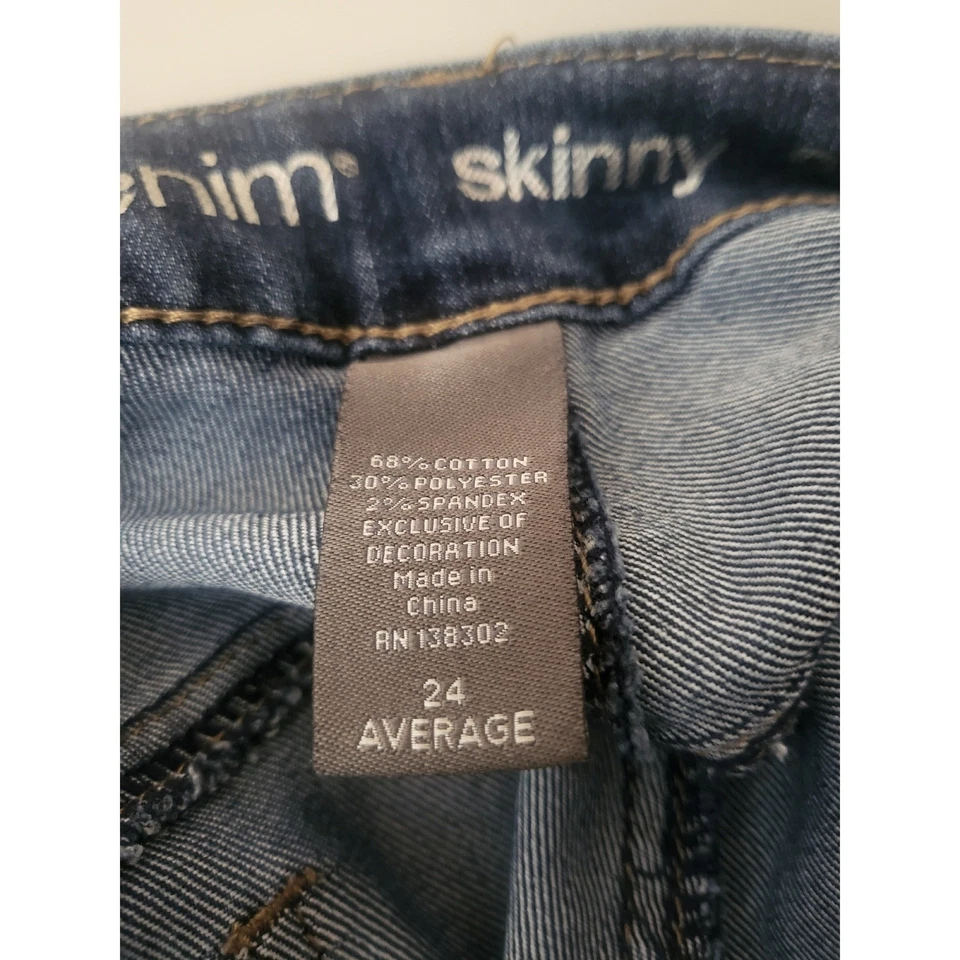 enim® skinny
68% COTTON
30% POLYESTER
2% SPANDEX
EXCLUSIVE OF
DECORATION
Made in
China
RN 138302
24
AVERAGE